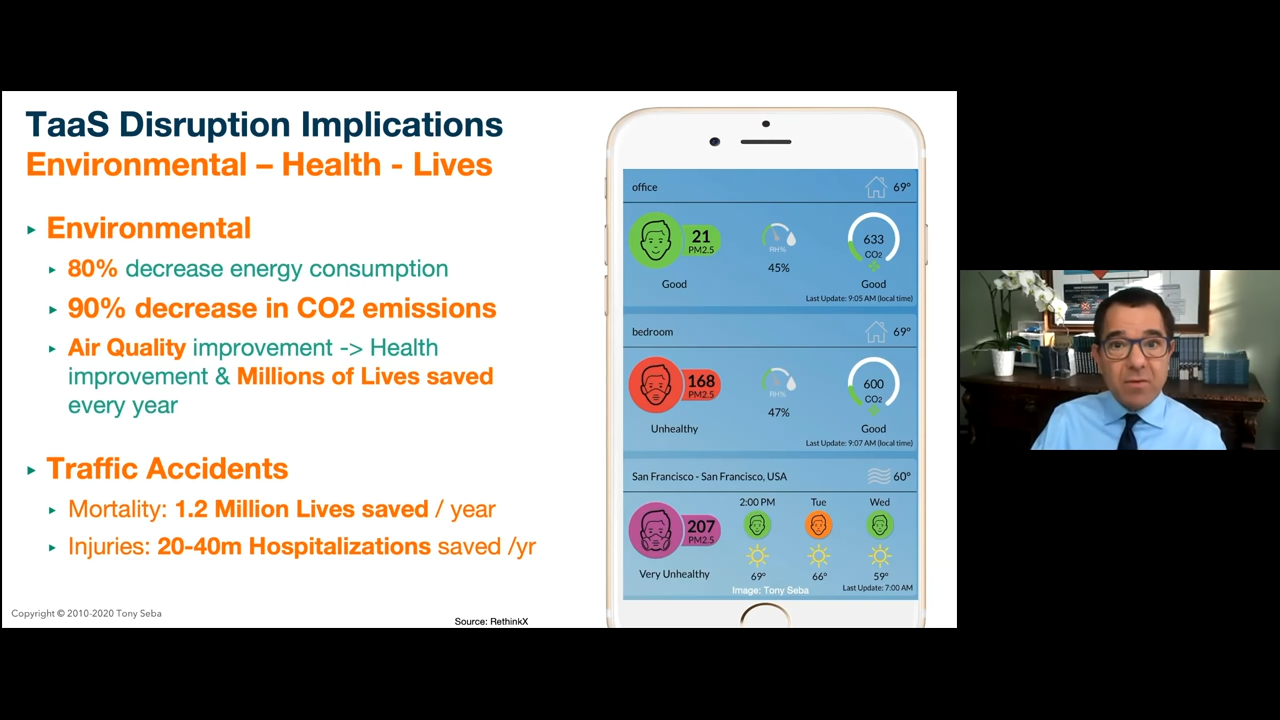 TaaS Disruption Implications
Environmental – Health - Lives
Environmental
80% decrease energy consumption
90% decrease in CO2 emissions
Air Quality improvement -> Health
improvement & Millions of Lives saved
every year
Traffic Accidents
Mortality: 1.2 Million Lives saved / year
Injuries: 20-40m Hospitalizations saved /yr
Copyright © 2010-2020 Tony Seba
Source: RethinkX
office
69°
21
PM2.5
Good
RH%
45%
633
CO2
Good
Last Update: 9:05 AM (local time)
bedroom
69°
168
PM2.5
Unhealthy
RH%
47%
600
CO2
Good
Last Update: 9:07 AM (local time)
San Francisco - San Francisco, USA
60°
207
PM2.5
Very Unhealthy
2:00 PM
Tue
Wed
69°
66°
59°
Last Update: 7:00 AM
Image: Tony Seba